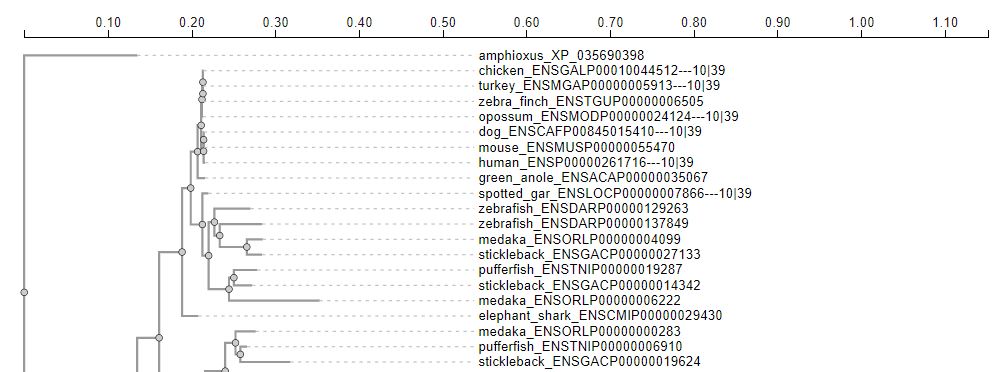 0.10 0.20 0.30 0.40 0.50 0.60 0.70 0.80 0.90 1.00 1.10
amphioxus_XP_035690398
chicken_ENSGALP00010044512---10|39
turkey_ENSMGAP00000005913---10|39
zebra_finch_ENSTGUP00000006505
opossum_ENSMODP00000024124---10|39
dog_ENSCAFP00845015410---10|39
mouse_ENSMUSP00000055470
human_ENSP00000261716---10|39
green_anole_ENSACAP00000035067
spotted_gar_ENSLOCP00000007866---10|39
zebrafish_ENSDARP00000129263
zebrafish_ENSDARP00000137849
medaka_ENSORLP00000004099
stickleback_ENSGACP00000027133
pufferfish_ENSTNIP00000019287
stickleback_ENSGACP00000014342
medaka_ENSORLP00000006222
elephant_shark_ENSCMIP00000029430
medaka_ENSORLP00000000283
pufferfish_ENSTNIP00000006910
stickleback_ENSGACP00000019624